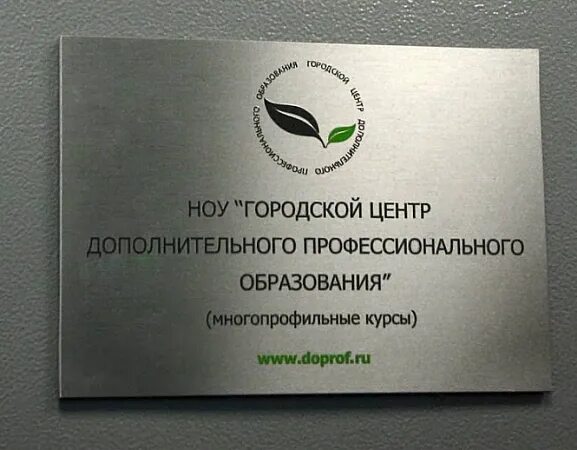 ГОРОДСКОЙ ЦЕНТР ДОПОЛНИТЕЛЬНОГО ПРОФЕССИОНАЛЬНОГО ОБРАЗОВАНИЯ
НОУ “ГОРОДСКОЙ ЦЕНТР
ДОПОЛНИТЕЛЬНОГО ПРОФЕССИОНАЛЬНОГО
ОБРАЗОВАНИЯ”
(многопрофильные курсы)
www.doprof.ru